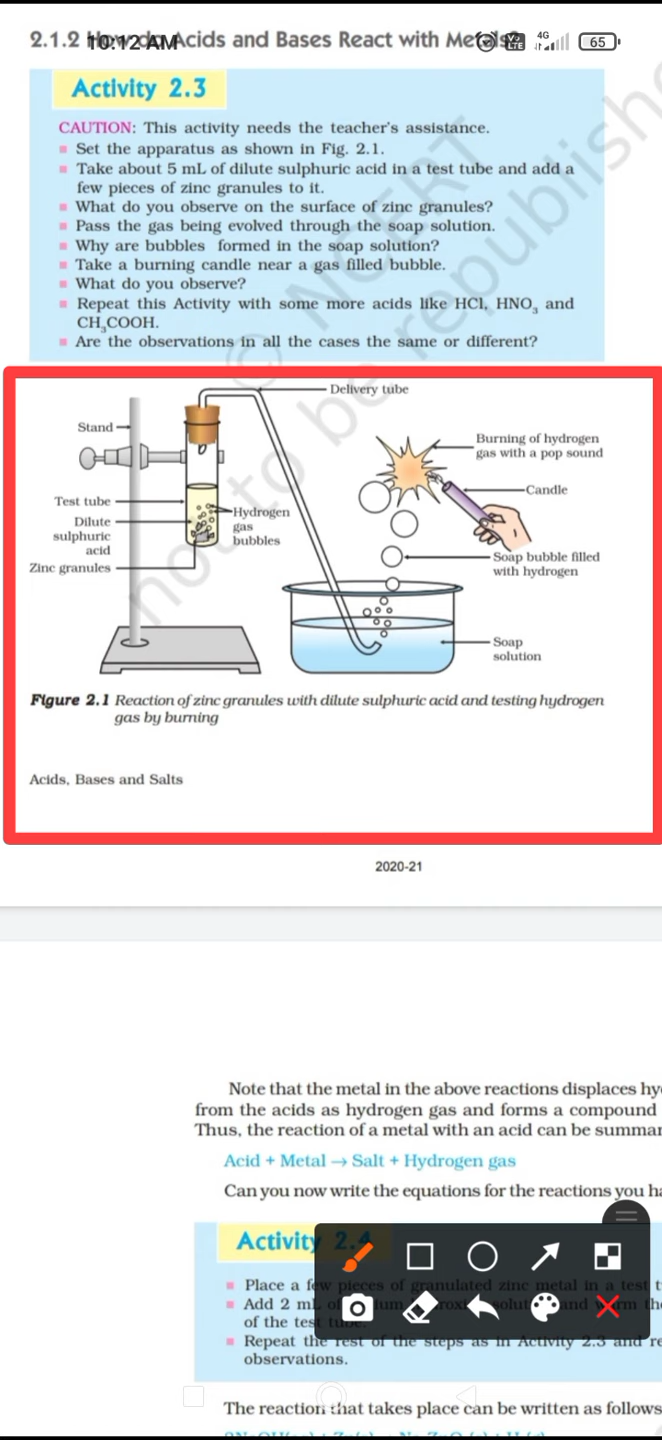 2.1.2 How do Acids and Bases React with Metals?
10:12 AM
4G
65
Activity 2.3
CAUTION: This activity needs the teacher's assistance.
Set the apparatus as shown in Fig. 2.1.
Take about 5 mL of dilute sulphuric acid in a test tube and add a
few pieces of zinc granules to it.
What do you observe on the surface of zinc granules?
Pass the gas being evolved through the soap solution.
Why are bubbles formed in the soap solution?
Take a burning candle near a gas filled bubble.
What do you observe?
Repeat this Activity with some more acids like HCl, HNO₃ and
CH₃COOH.
Are the observations in all the cases the same or different?
© NCERT
not to be republishe
Delivery tube
Stand
Burning of hydrogen
gas with a pop sound
Candle
Test tube
Hydrogen
gas
bubbles
Dilute
sulphuric
acid
Zinc granules
Soap bubble filled
with hydrogen
Soap
solution
Figure 2.1 Reaction of zinc granules with dilute sulphuric acid and testing hydrogen
gas by burning
Acids, Bases and Salts
2020-21
Note that the metal in the above reactions displaces hy
from the acids as hydrogen gas and forms a compound
Thus, the reaction of a metal with an acid can be summar
Acid + Metal → Salt + Hydrogen gas
Can you now write the equations for the reactions you ha
Activity 2.4
Place a few pieces of granulated zinc metal in a test t
Add 2 mL of and warm the
of the test tube.
Repeat the rest of the steps as in Activity 2.3 and re
observations.
The reaction that takes place can be written as follows